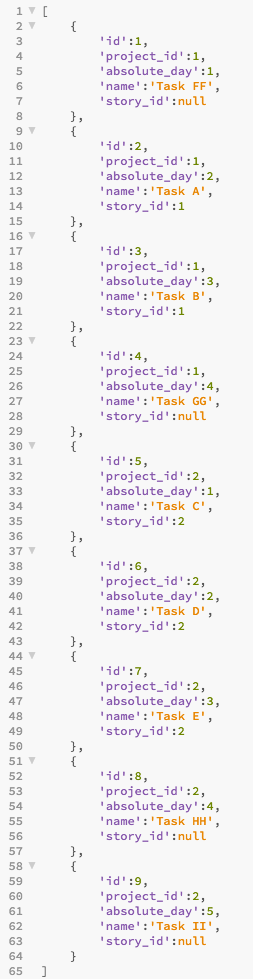 1 [
2 {
3 'id':1,
4 'project_id':1,
5 'absolute_day':1,
6 'name':'Task FF',
7 'story_id':null
8 },
9 {
10 'id':2,
11 'project_id':1,
12 'absolute_day':2,
13 'name':'Task A',
14 'story_id':1
15 },
16 {
17 'id':3,
18 'project_id':1,
19 'absolute_day':3,
20 'name':'Task B',
21 'story_id':1
22 },
23 {
24 'id':4,
25 'project_id':1,
26 'absolute_day':4,
27 'name':'Task GG',
28 'story_id':null
29 },
30 {
31 'id':5,
32 'project_id':2,
33 'absolute_day':1,
34 'name':'Task C',
35 'story_id':2
36 },
37 {
38 'id':6,
39 'project_id':2,
40 'absolute_day':2,
41 'name':'Task D',
42 'story_id':2
43 },
44 {
45 'id':7,
46 'project_id':2,
47 'absolute_day':3,
48 'name':'Task E',
49 'story_id':2
50 },
51 {
52 'id':8,
53 'project_id':2,
54 'absolute_day':4,
55 'name':'Task HH',
56 'story_id':null
57 },
58 {
59 'id':9,
60 'project_id':2,
61 'absolute_day':5,
62 'name':'Task II',
63 'story_id':null
64 }
65 ]